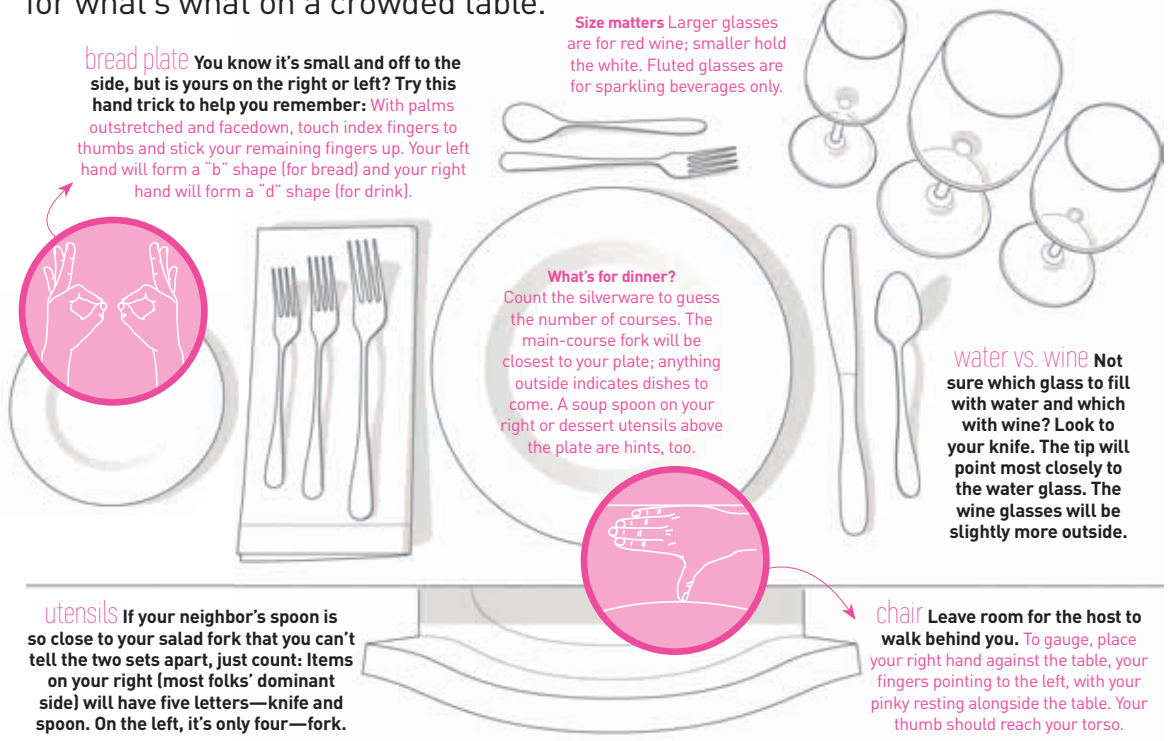 for what's what on a crowded table.
bread plate You know it's small and off to the
side, but is yours on the right or left? Try this
hand trick to help you remember: With palms
outstretched and facedown, touch index fingers to
thumbs and stick your remaining fingers up. Your left
hand will form a "b" shape (for bread) and your right
hand will form a "d" shape (for drink).
Size matters Larger glasses
are for red wine; smaller hold
the white. Fluted glasses are
for sparkling beverages only.
What's for dinner?
Count the silverware to guess
the number of courses. The
main-course fork will be
closest to your plate; anything
outside indicates dishes to
come. A soup spoon on your
right or dessert utensils above
the plate are hints, too.
water vs. wine Not
sure which glass to fill
with water and which
with wine? Look to
your knife. The tip will
point most closely to
the water glass. The
wine glasses will be
slightly more outside.
utensils If your neighbor's spoon is
so close to your salad fork that you can't
tell the two sets apart, just count: Items
on your right (most folks' dominant
side) will have five letters—knife and
spoon. On the left, it's only four—fork.
chair Leave room for the host to
walk behind you. To gauge, place
your right hand against the table, your
fingers pointing to the left, with your
pinky resting alongside the table. Your
thumb should reach your torso.